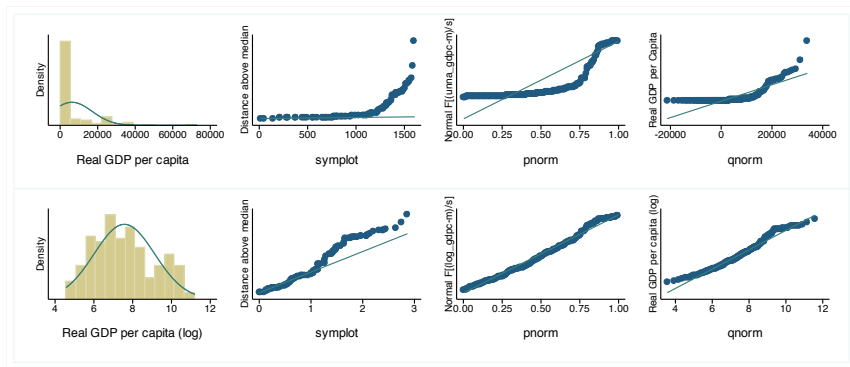 Density
0 20000 40000 60000 80000
Real GDP per capita
Distance above median
0 500 1000 1500
symplot
Normal F[(unna_gdpc-m)/s]
0.00 0.25 0.50 0.75 1.00
pnorm
Real GDP per Capita
-20000 0 20000 40000
qnorm
Density
4 6 8 10 12
Real GDP per capita (log)
Distance above median
0 1 2 3
symplot
Normal F[(log_gdpc-m)/s]
0.00 0.25 0.50 0.75 1.00
pnorm
Real GDP per capita (log)
4 6 8 10 12
qnorm